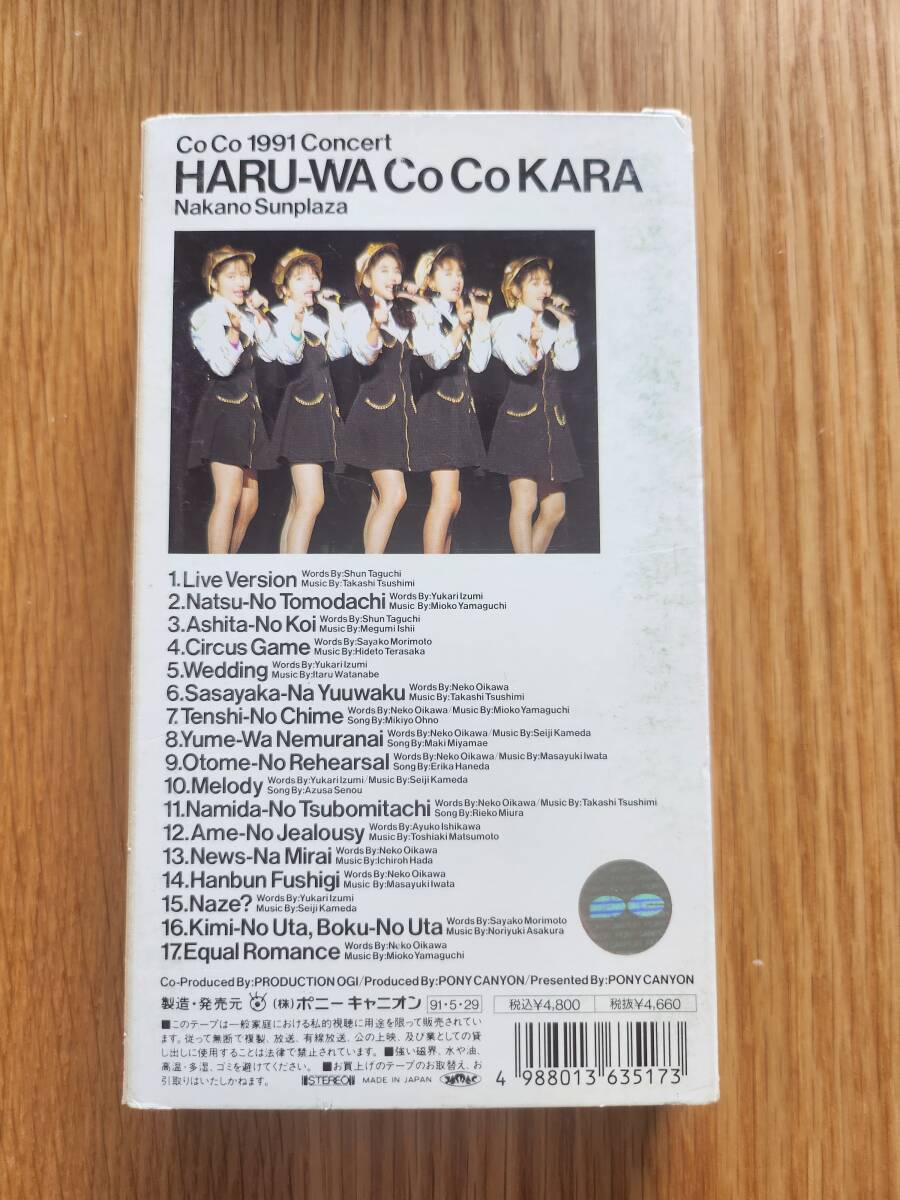 CoCo 1991 Concert
HARU-WA CoCo KARA
Nakano Sunplaza
1.Live Version Words By:Shun Taguchi
Music By:Takashi Tsushimi
2.Natsu-No Tomodachi Words By:Yukari Izumi
Music By:Mioko Yamaguchi
3.Ashita-No Koi Words By:Shun Taguchi
Music By:Megumi Ishii
4.Circus Game Words By:Sayako Morimoto
Music By:Hideto Terasaka
5.Wedding Words By:Yukari Izumi
Music By:Itaru Watanabe
6.Sasayaka-Na Yuuwaku Words By:Neko Oikawa
Music By:Takashi Tsushimi
7.Tenshi-No Chime Words By:Neko Oikawa/Music By:Mioko Yamaguchi
Song By:Mikiyo Ohno
8.Yume-Wa Nemuranai Words By:Neko Oikawa/Music By:Seiji Kameda
Song By:Maki Miyamae
9.Otome-No Rehearsal Words By:Neko Oikawa/Music By:Masayuki Iwata
Song By:Erika Haneda
10.Melody Words By:Yukari Izumi/Music By:Seiji Kameda
Song By:Azusa Senou
11.Namida-No Tsubomitachi Words By:Neko Oikawa/Music By:Takashi Tsushimi
Song By:Rieko Miura
12.Ame-No Jealousy Words By:Ayuko Ishikawa
Music By:Toshiaki Matsumoto
13.News-Na Mirai Words By:Neko Oikawa
Music By:Ichiroh Hada
14.Hanbun Fushigi Words By:Neko Oikawa
Music By:Masayuki Iwata
15.Naze? Words By:Yukari Izumi
Music By:Seiji Kameda
16.Kimi-No Uta, Boku-No Uta Words By:Sayako Morimoto
Music By:Noriyuki Asakura
17.Equal Romance Words By:Neko Oikawa
Music By:Mioko Yamaguchi
Co-Produced By:PRODUCTION OGI/Produced By:PONY CANYON/Presented By:PONY CANYON
製造・発売元 (株)ポニーキャニオン 91・5・29 税込¥4,800 税抜¥4,660
■このテープは一般家庭における私的視聴に用途を限って販売されていま
す。従って無断で複製、放送、有線放送、公の上映、及び業としての貸
し出しに使用することは法律で禁止されています。■強い磁界、水や油、
高温・多湿、ゴミを避けてください。■お買上げのテープのお取替え、お
引取りはいたしかねます。 STEREO MADE IN JAPAN
4 988013 635173